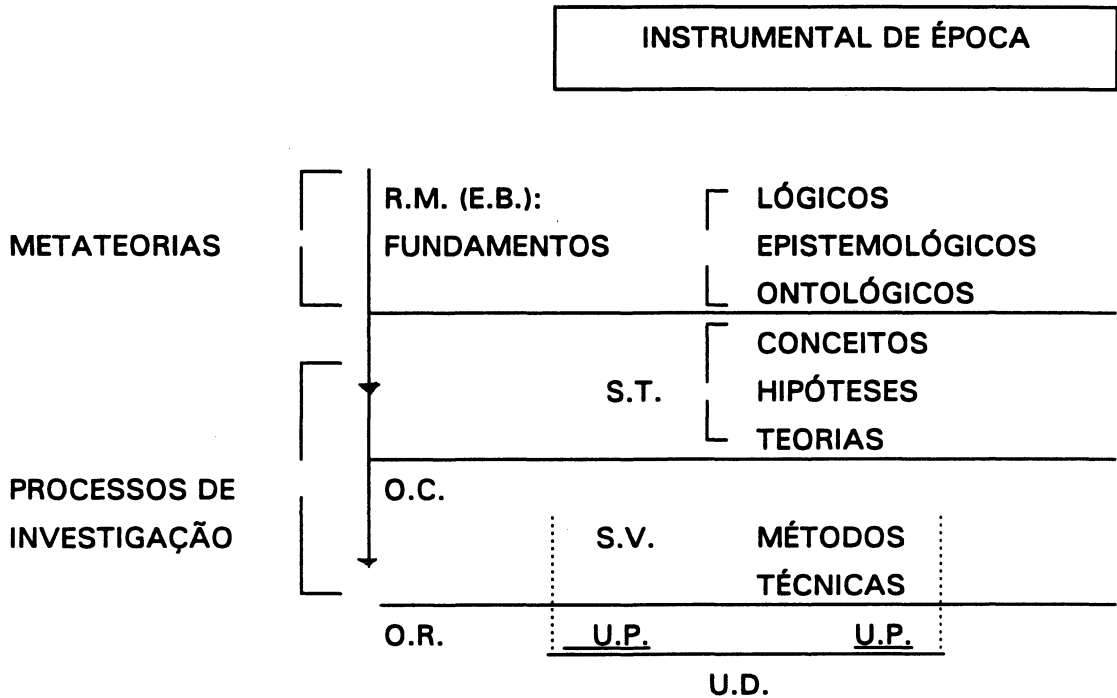 INSTRUMENTAL DE ÉPOCA
R.M. (E.B.): LÓGICOS
METATEORIAS FUNDAMENTOS EPISTEMOLÓGICOS
ONTOLÓGICOS
CONCEITOS
S.T. HIPÓTESES
TEORIAS
PROCESSOS DE O.C.
INVESTIGAÇÃO S.V. MÉTODOS
TÉCNICAS
O.R. U.P. U.P.
U.D.